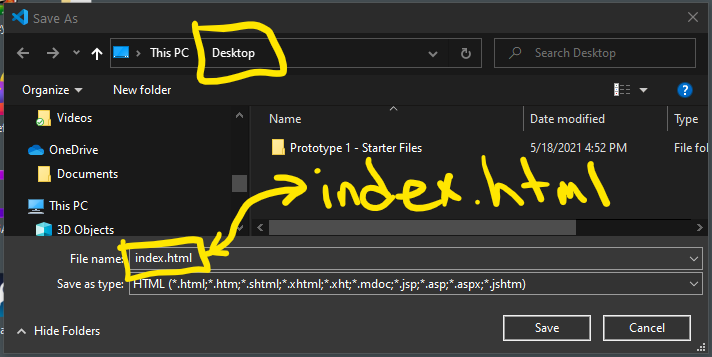 Save As
This PC
Desktop
Search Desktop
Organize
New folder
Name
Date modified
Type
Videos
Prototype 1 - Starter Files
5/18/2021 4:52 PM
File fo
OneDrive
Documents
index.html
This PC
3D Objects
File name:
index.html
Save as type:
HTML (*.html;*.htm;*.shtml;*.xhtml;*.xht;*.mdoc;*.jsp;*.asp;*.aspx;*.jshtm)
Hide Folders
Save
Cancel